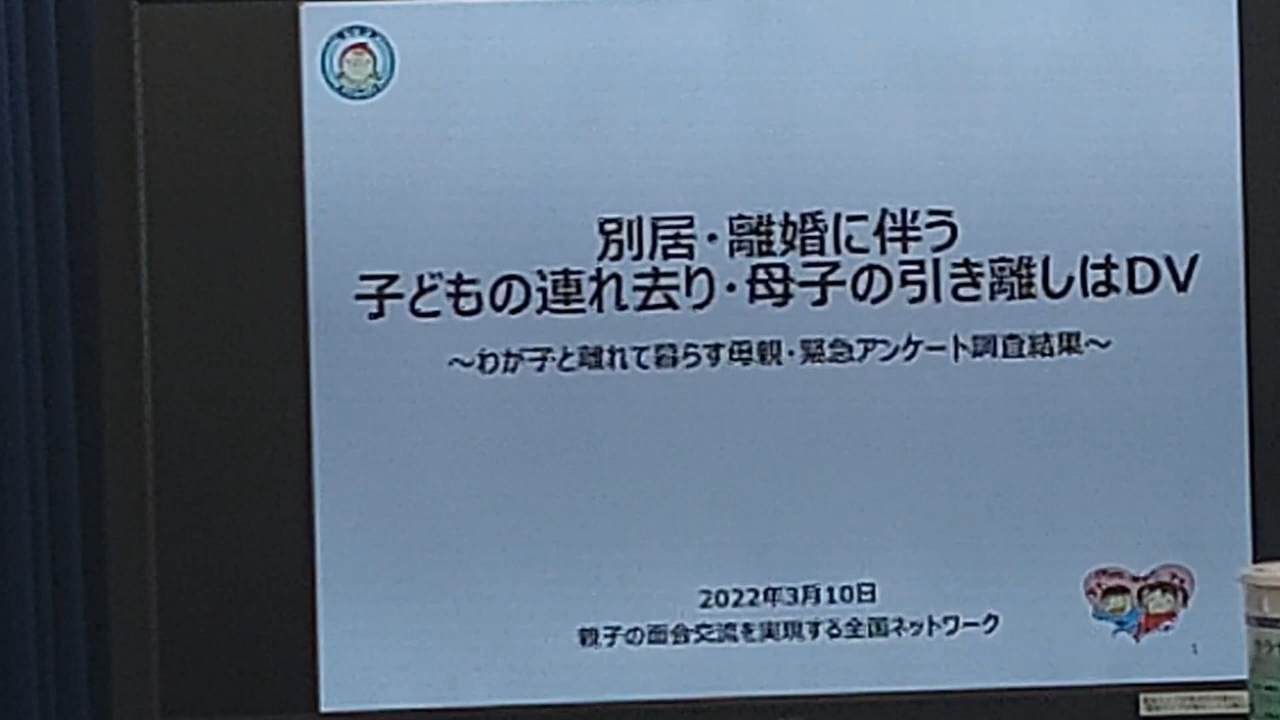 別居・離婚に伴う
子どもの連れ去り・母子の引き離しはDV
～わが子と離れて暮らす母親・緊急アンケート調査結果～
2022年3月10日
親子の面会交流を実現する全国ネットワーク
1